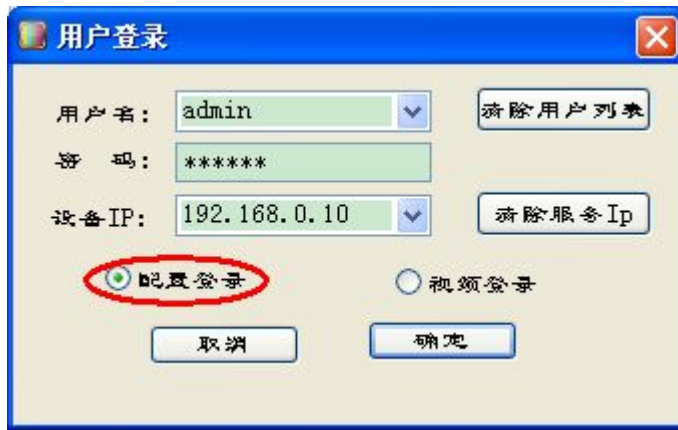 用户登录
用户名: admin 清除用户列表
密 码: ******
设备IP: 192.168.0.10 清除服务Ip
配置登录 视频登录
取消 确定